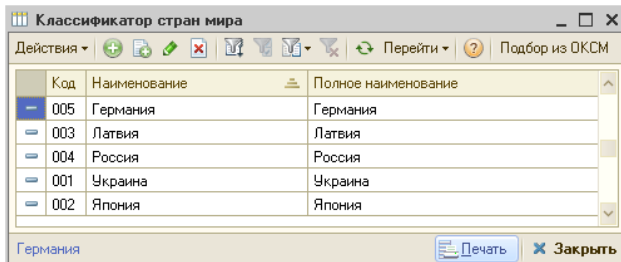 Классификатор стран мира
Действия Перейти ? Подбор из ОКСМ
Код Наименование Полное наименование
005 Германия Германия
003 Латвия Латвия
004 Россия Россия
001 Украина Украина
002 Япония Япония
Германия Печать Закрыть